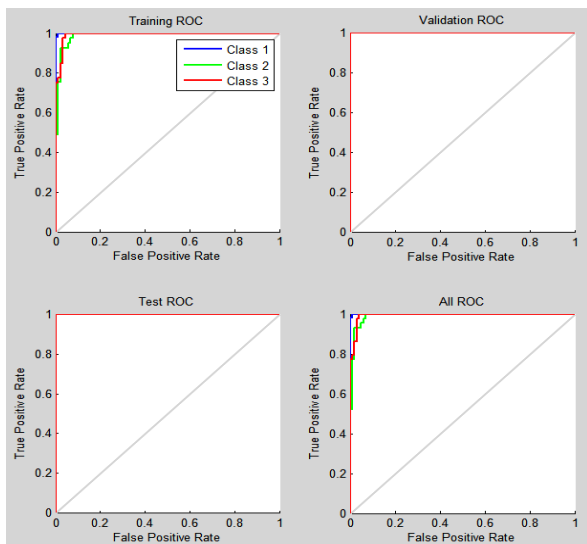 Training ROC
1
0.8
0.6
0.4
0.2
0
True Positive Rate
Class 1
Class 2
Class 3
0 0.2 0.4 0.6 0.8 1
False Positive Rate
Validation ROC
1
0.8
0.6
0.4
0.2
0
True Positive Rate
0 0.2 0.4 0.6 0.8 1
False Positive Rate
Test ROC
1
0.8
0.6
0.4
0.2
0
True Positive Rate
0 0.2 0.4 0.6 0.8 1
False Positive Rate
All ROC
1
0.8
0.6
0.4
0.2
0
True Positive Rate
0 0.2 0.4 0.6 0.8 1
False Positive Rate